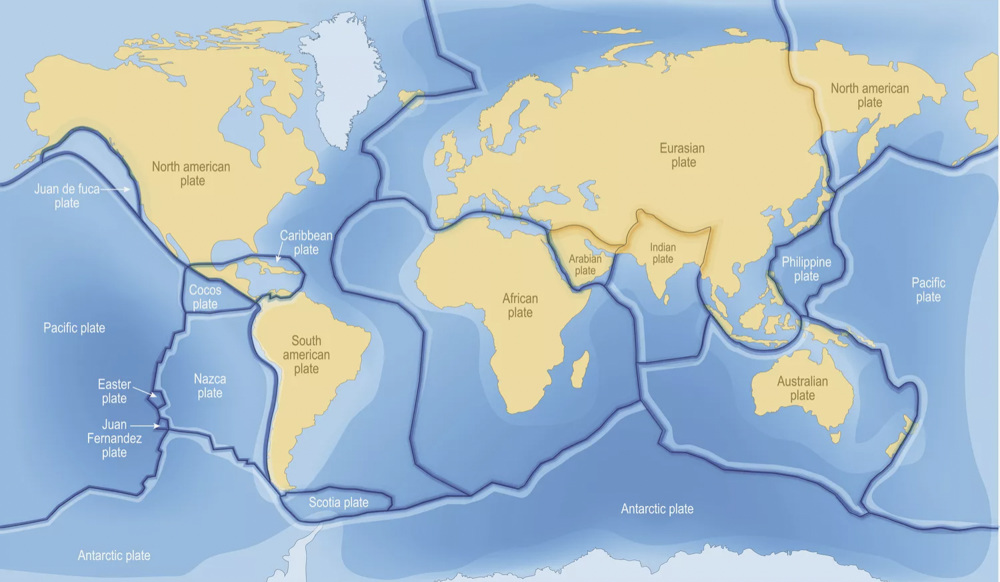 North american
plate
Eurasian
plate
North american
plate
Juan de fuca
plate
Caribbean
plate
Arabian
plate
Indian
plate
Philippine
plate
Pacific
plate
Cocos
plate
African
plate
Pacific plate
South
american
plate
Nazca
plate
Easter
plate
Australian
plate
Juan
Fernandez
plate
Scotia plate
Antarctic plate
Antarctic plate